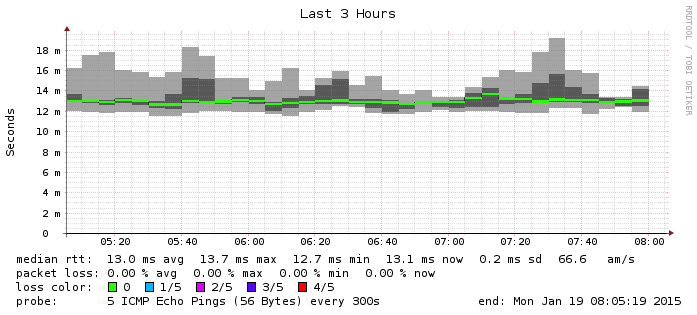 Last 3 Hours
RRDTOOL / TOBI OETIKER
Seconds
18 m
16 m
14 m
12 m
10 m
8 m
6 m
4 m
2 m
0
05:20 05:40 06:00 06:20 06:40 07:00 07:20 07:40 08:00
median rtt: 13.0 ms avg 13.7 ms max 12.7 ms min 13.1 ms now 0.2 ms sd 66.6 am/s
packet loss: 0.00 % avg 0.00 % max 0.00 % min 0.00 % now
loss color: 0 1/5 2/5 3/5 4/5
probe: 5 ICMP Echo Pings (56 Bytes) every 300s end: Mon Jan 19 08:05:19 2015